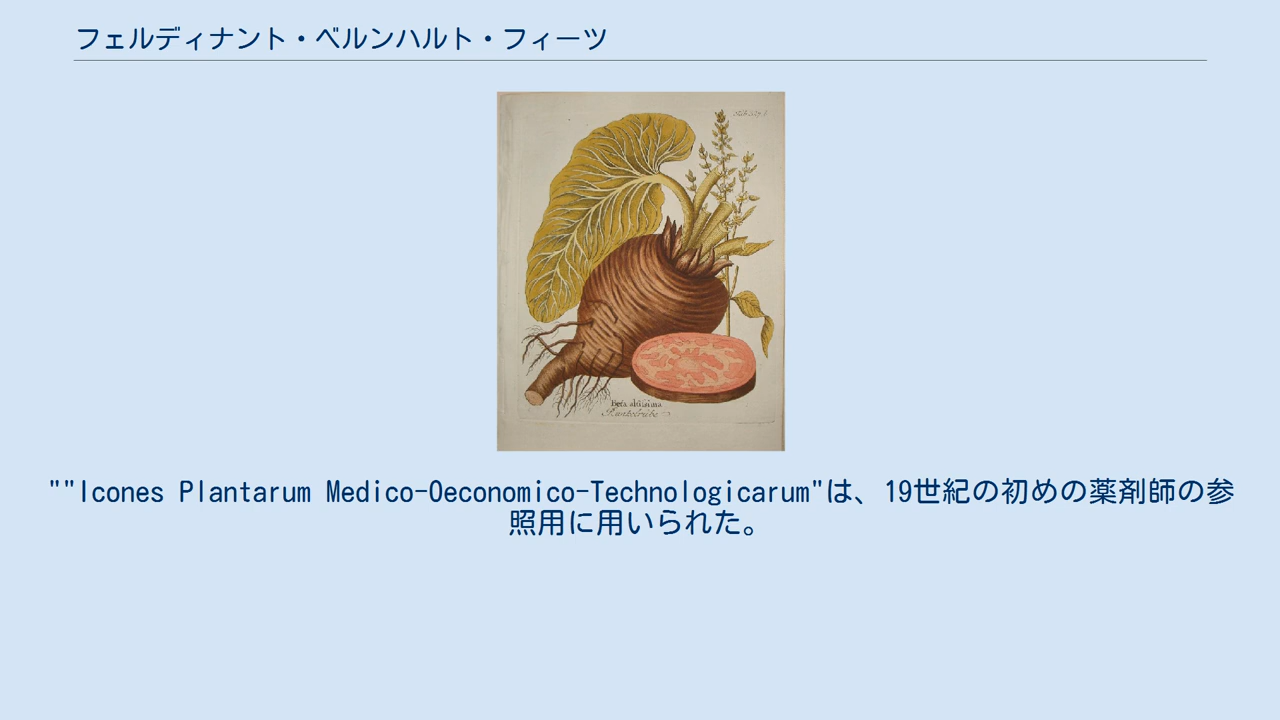 フェルディナント・ベルンハルト・フィーツ
Beta altissima
Runkelrübe
""Icones Plantarum Medico-Oeconomico-Technologicarum"は、19世紀の初めの薬剤師の参
照用に用いられた。